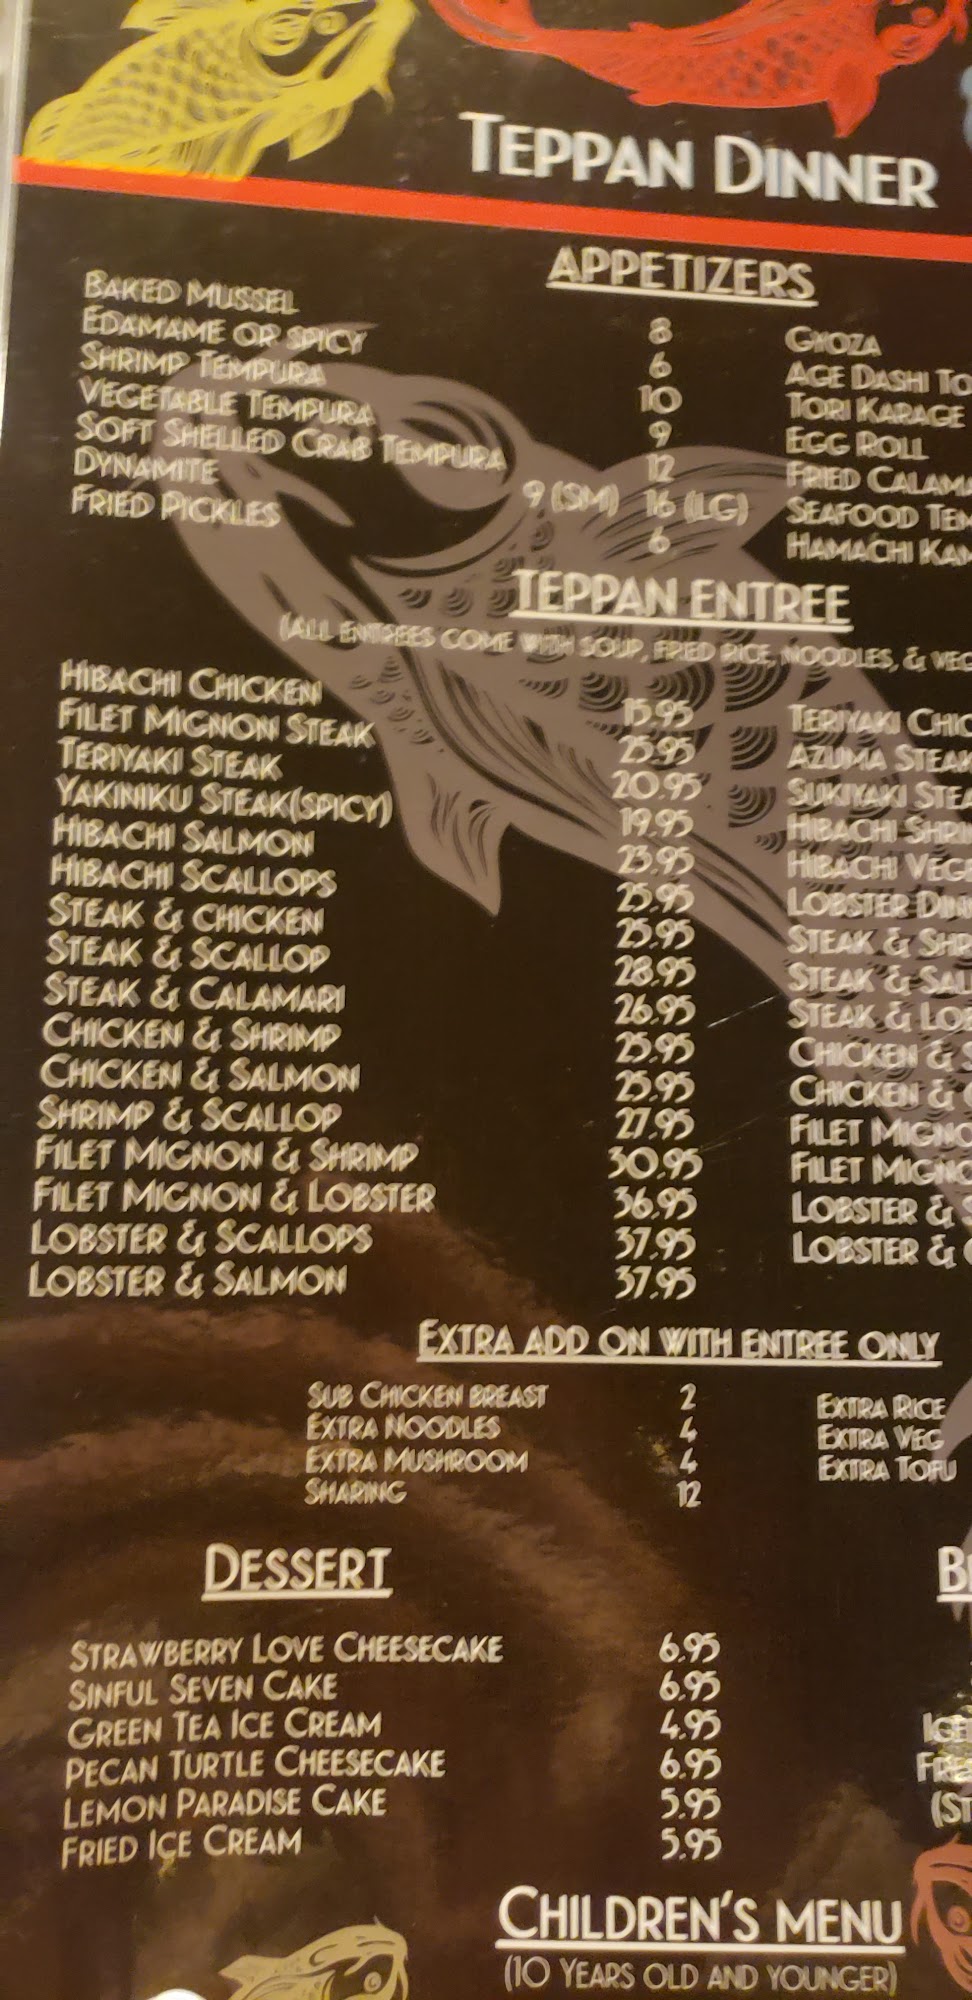 TEPPAN DINNER
APPETIZERS
BAKED MUSSEL 8
EDAMAME OR SPICY 6
SHRIMP TEMPURA 10
VEGETABLE TEMPURA 9
SOFT SHELLED CRAB TEMPURA 12
DYNAMITE 9 (SM) 16 (LG)
FRIED PICKLES 6
GYOZA
AGE DASHI TO
TORI KARAGE
EGG ROLL
FRIED CALAMA
SEAFOOD TEM
HAMACHI KAM
TEPPAN ENTREE
(ALL ENTREES COME WITH SOUP, FRIED RICE, NOODLES, & VEG
HIBACHI CHICKEN 15.95
FILET MIGNON STEAK 25.95
TERIYAKI STEAK 20.95
YAKINIKU STEAK(SPICY) 19.95
HIBACHI SALMON 23.95
HIBACHI SCALLOPS 25.95
STEAK & CHICKEN 25.95
STEAK & SCALLOP 28.95
STEAK & CALAMARI 26.95
CHICKEN & SHRIMP 25.95
CHICKEN & SALMON 25.95
SHRIMP & SCALLOP 27.95
FILET MIGNON & SHRIMP 30.95
FILET MIGNON & LOBSTER 36.95
LOBSTER & SCALLOPS 37.95
LOBSTER & SALMON 37.95
TERIYAKI CHIC
AZUMA STEAK
SUKIYAKI STEA
HIBACHI SHRI
HIBACHI VEGE
LOBSTER DIN
STEAK & SHR
STEAK & SAL
STEAK & LOB
CHICKEN & S
CHICKEN &
FILET MIGNO
FILET MIGNO
LOBSTER &
LOBSTER &
EXTRA ADD ON WITH ENTREE ONLY
SUB CHICKEN BREAST 2
EXTRA NOODLES 4
EXTRA MUSHROOM 4
SHARING 12
EXTRA RICE
EXTRA VEG
EXTRA TOFU
DESSERT
STRAWBERRY LOVE CHEESECAKE 6.95
SINFUL SEVEN CAKE 6.95
GREEN TEA ICE CREAM 4.95
PECAN TURTLE CHEESECAKE 6.95
LEMON PARADISE CAKE 5.95
FRIED ICE CREAM 5.95
CHILDREN'S MENU
(10 YEARS OLD AND YOUNGER)